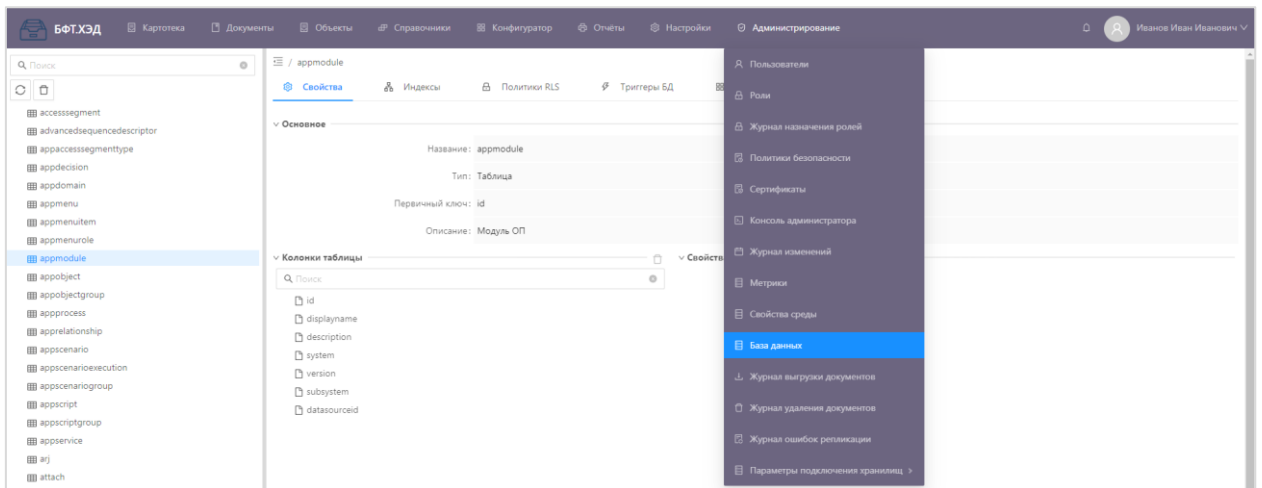 БФТ.ХЭД
Картотека
Документы
Объекты
Справочники
Конфигуратор
Отчёты
Настройки
Администрирование
Иванов Иван Иванович
Поиск
accesssegment
advancedsequencedescriptor
appaccesssegmenttype
appdecision
appdomain
appmenu
appmenuitem
appmenurole
appmodule
appobject
appobjectgroup
appprocess
apprelationship
appscenario
appscenarioexecution
appscenariogroup
appscript
appscriptgroup
appservice
arj
attach
/ appmodule
Свойства
Индексы
Политики RLS
Триггеры БД
Основное
Название: appmodule
Тип: Таблица
Первичный ключ: id
Описание: Модуль ОП
Колонки таблицы
Поиск
id
displayname
description
system
version
subsystem
datasourceid
Свойств
Пользователи
Роли
Журнал назначения ролей
Политики безопасности
Сертификаты
Консоль администратора
Журнал изменений
Метрики
Свойства среды
База данных
Журнал выгрузки документов
Журнал удаления документов
Журнал ошибок репликации
Параметры подключения хранилищ >